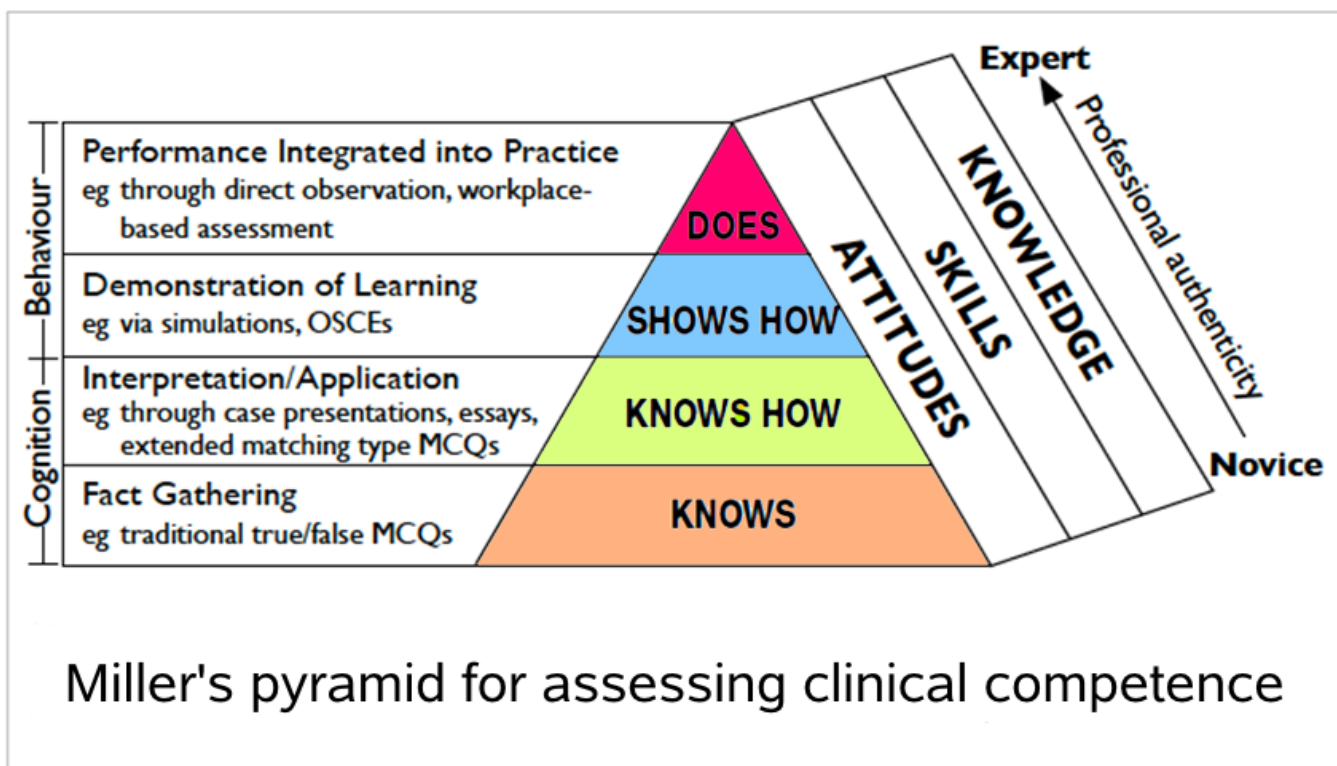 Expert
Professional authenticity
Novice
Behaviour
Cognition
Performance Integrated into Practice
eg through direct observation, workplace-
based assessment
DOES
Demonstration of Learning
eg via simulations, OSCEs
SHOWS HOW
Interpretation/Application
eg through case presentations, essays,
extended matching type MCQs
KNOWS HOW
Fact Gathering
eg traditional true/false MCQs
KNOWS
ATTITUDES
SKILLS
KNOWLEDGE
Miller's pyramid for assessing clinical competence